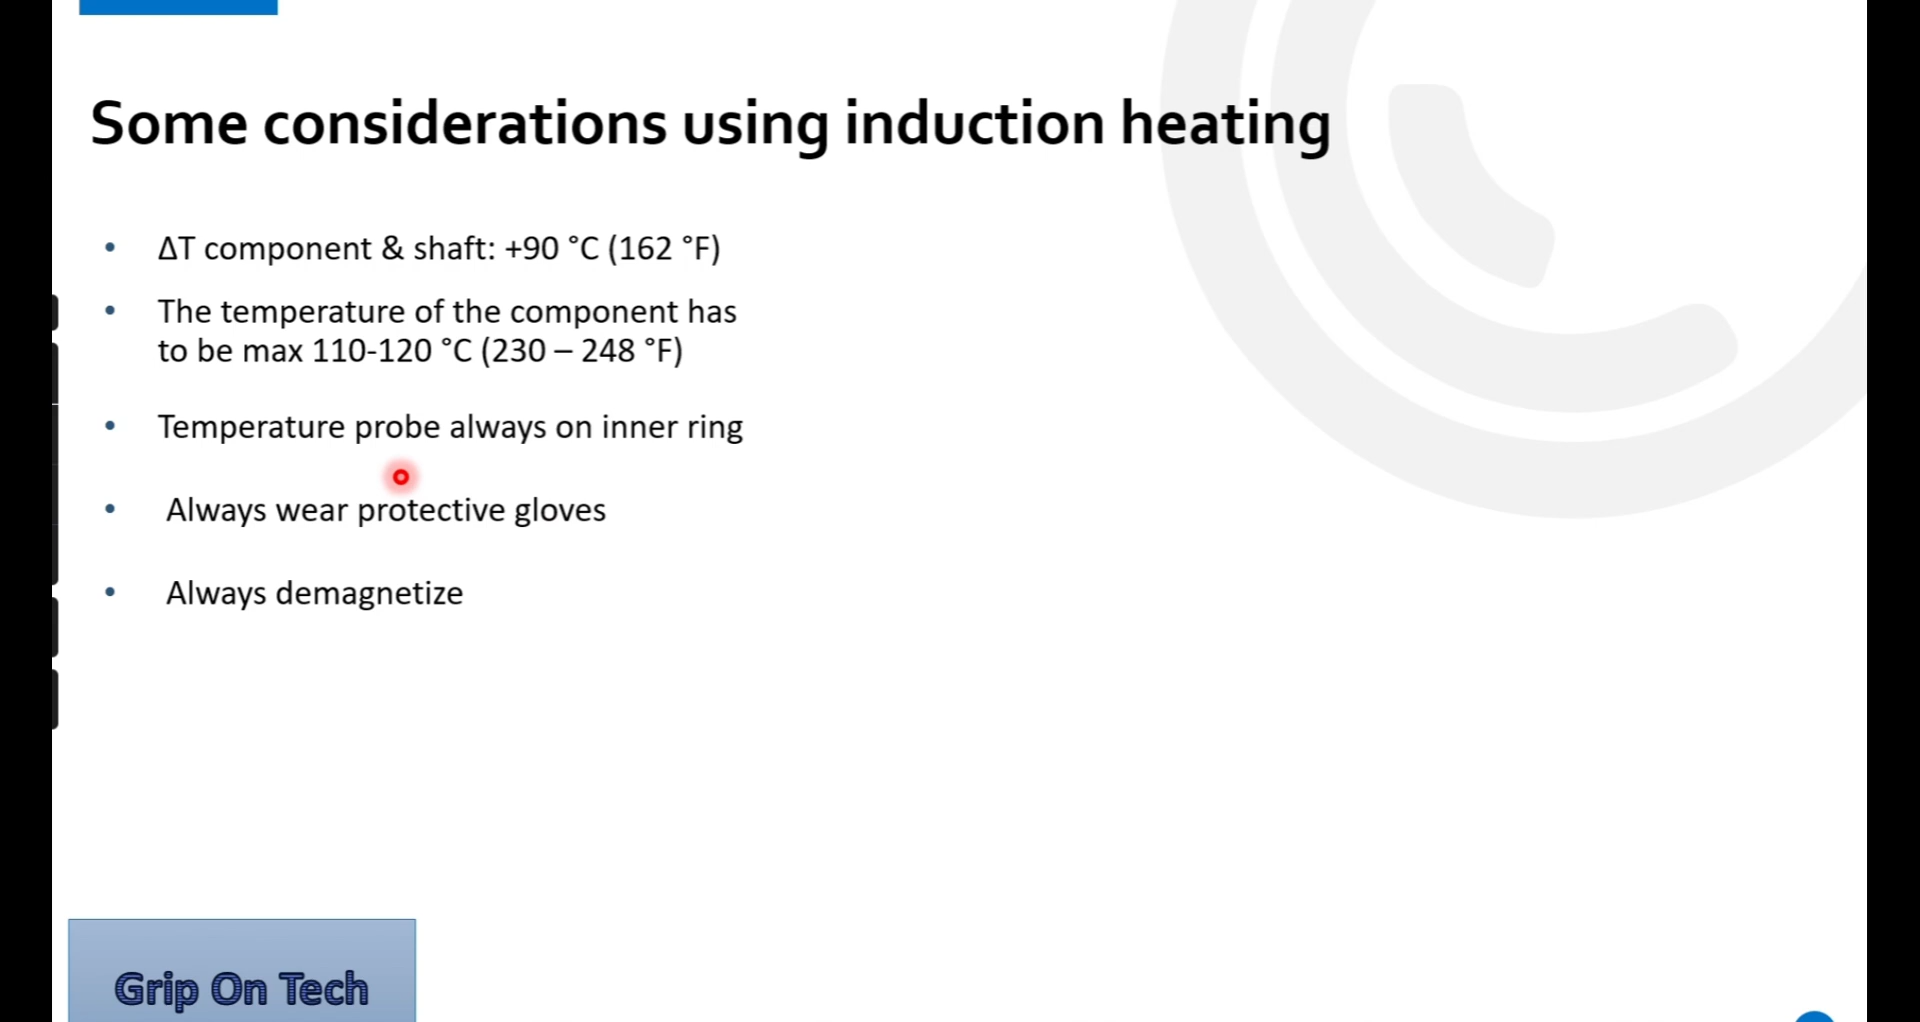 Some considerations using induction heating
• ΔT component & shaft: +90 °C (162 °F)
• The temperature of the component has
to be max 110-120 °C (230 – 248 °F)
• Temperature probe always on inner ring
• Always wear protective gloves
• Always demagnetize
Grip On Tech